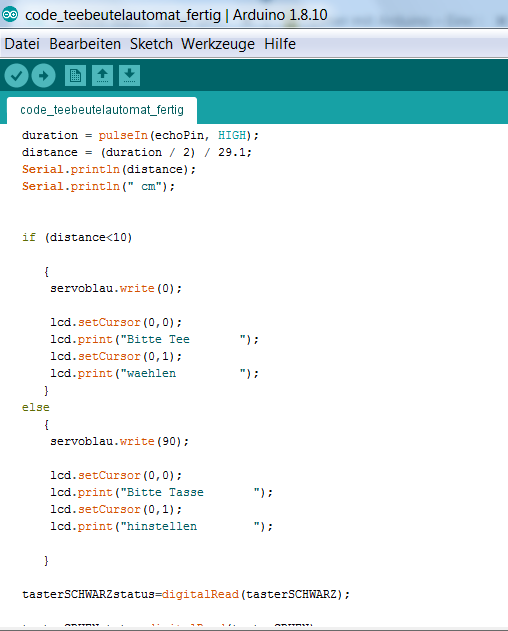 code_teebeutelautomat_fertig | Arduino 1.8.10
Datei Bearbeiten Sketch Werkzeuge Hilfe
code_teebeutelautomat_fertig
duration = pulseIn(echoPin, HIGH);
distance = (duration / 2) / 29.1;
Serial.println(distance);
Serial.println(" cm");
if (distance<10)
{
servoblau.write(0);
lcd.setCursor(0,0);
lcd.print("Bitte Tee       ");
lcd.setCursor(0,1);
lcd.print("waehlen         ");
}
else
{
servoblau.write(90);
lcd.setCursor(0,0);
lcd.print("Bitte Tasse       ");
lcd.setCursor(0,1);
lcd.print("hinstellen        ");
}
tasterSCHWARZstatus=digitalRead(tasterSCHWARZ);